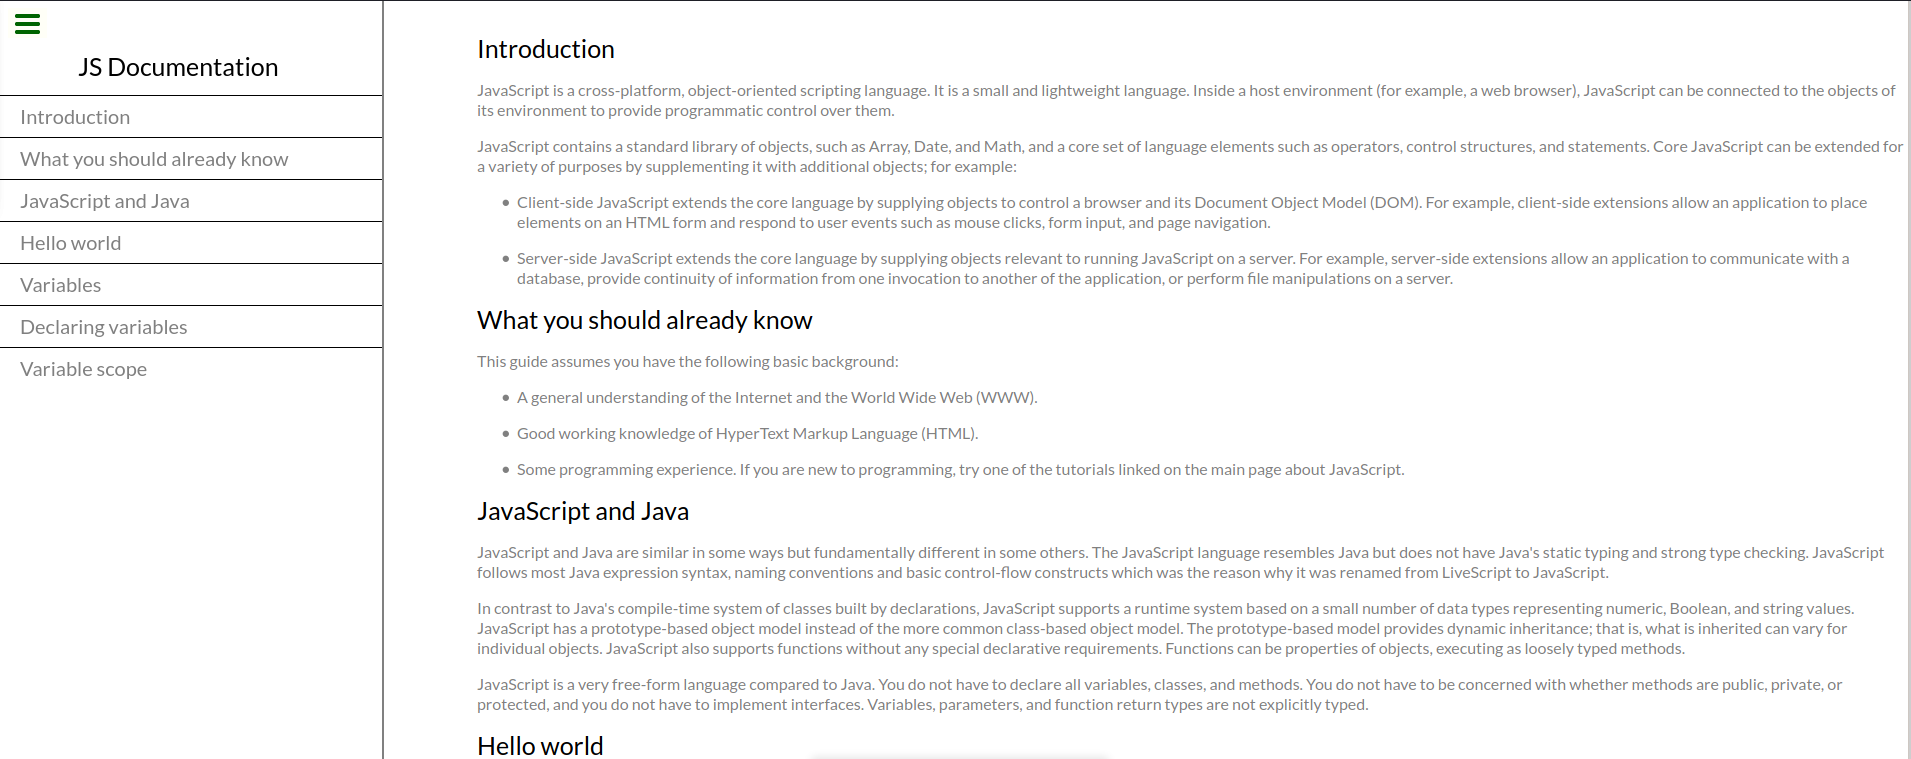 JS Documentation
Introduction
What you should already know
JavaScript and Java
Hello world
Variables
Declaring variables
Variable scope
Introduction
JavaScript is a cross-platform, object-oriented scripting language. It is a small and lightweight language. Inside a host environment (for example, a web browser), JavaScript can be connected to the objects of
its environment to provide programmatic control over them.
JavaScript contains a standard library of objects, such as Array, Date, and Math, and a core set of language elements such as operators, control structures, and statements. Core JavaScript can be extended for
a variety of purposes by supplementing it with additional objects; for example:
• Client-side JavaScript extends the core language by supplying objects to control a browser and its Document Object Model (DOM). For example, client-side extensions allow an application to place
elements on an HTML form and respond to user events such as mouse clicks, form input, and page navigation.
• Server-side JavaScript extends the core language by supplying objects relevant to running JavaScript on a server. For example, server-side extensions allow an application to communicate with a
database, provide continuity of information from one invocation to another of the application, or perform file manipulations on a server.
What you should already know
This guide assumes you have the following basic background:
• A general understanding of the Internet and the World Wide Web (WWW).
• Good working knowledge of HyperText Markup Language (HTML).
• Some programming experience. If you are new to programming, try one of the tutorials linked on the main page about JavaScript.
JavaScript and Java
JavaScript and Java are similar in some ways but fundamentally different in some others. The JavaScript language resembles Java but does not have Java's static typing and strong type checking. JavaScript
follows most Java expression syntax, naming conventions and basic control-flow constructs which was the reason why it was renamed from LiveScript to JavaScript.
In contrast to Java's compile-time system of classes built by declarations, JavaScript supports a runtime system based on a small number of data types representing numeric, Boolean, and string values.
JavaScript has a prototype-based object model instead of the more common class-based object model. The prototype-based model provides dynamic inheritance; that is, what is inherited can vary for
individual objects. JavaScript also supports functions without any special declarative requirements. Functions can be properties of objects, executing as loosely typed methods.
JavaScript is a very free-form language compared to Java. You do not have to declare all variables, classes, and methods. You do not have to be concerned with whether methods are public, private, or
protected, and you do not have to implement interfaces. Variables, parameters, and function return types are not explicitly typed.
Hello world